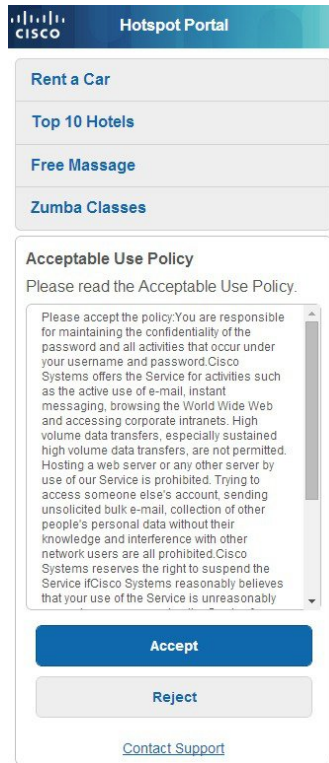 CISCO
Hotspot Portal
Rent a Car
Top 10 Hotels
Free Massage
Zumba Classes
Acceptable Use Policy
Please read the Acceptable Use Policy.
Please accept the policy:You are responsible
for maintaining the confidentiality of the
password and all activities that occur under
your username and password.Cisco
Systems offers the Service for activities such
as the active use of e-mail, instant
messaging, browsing the World Wide Web
and accessing corporate intranets. High
volume data transfers, especially sustained
high volume data transfers, are not permitted.
Hosting a web server or any other server by
use of our Service is prohibited. Trying to
access someone else's account, sending
unsolicited bulk e-mail, collection of other
people's personal data without their
knowledge and interference with other
network users are all prohibited.Cisco
Systems reserves the right to suspend the
Service ifCisco Systems reasonably believes
that your use of the Service is unreasonably
Accept
Reject
Contact Support